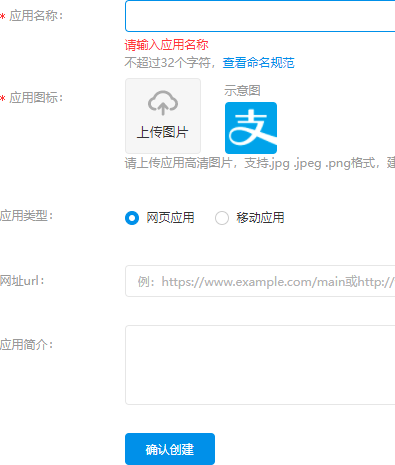 * 应用名称：
请输入应用名称
不超过32个字符，查看命名规范
* 应用图标：
上传图片
示意图
支
请上传应用高清图片，支持.jpg .jpeg .png格式，建
应用类型：
网页应用
移动应用
网址url：
例：https://www.example.com/main或http://
应用简介：
确认创建